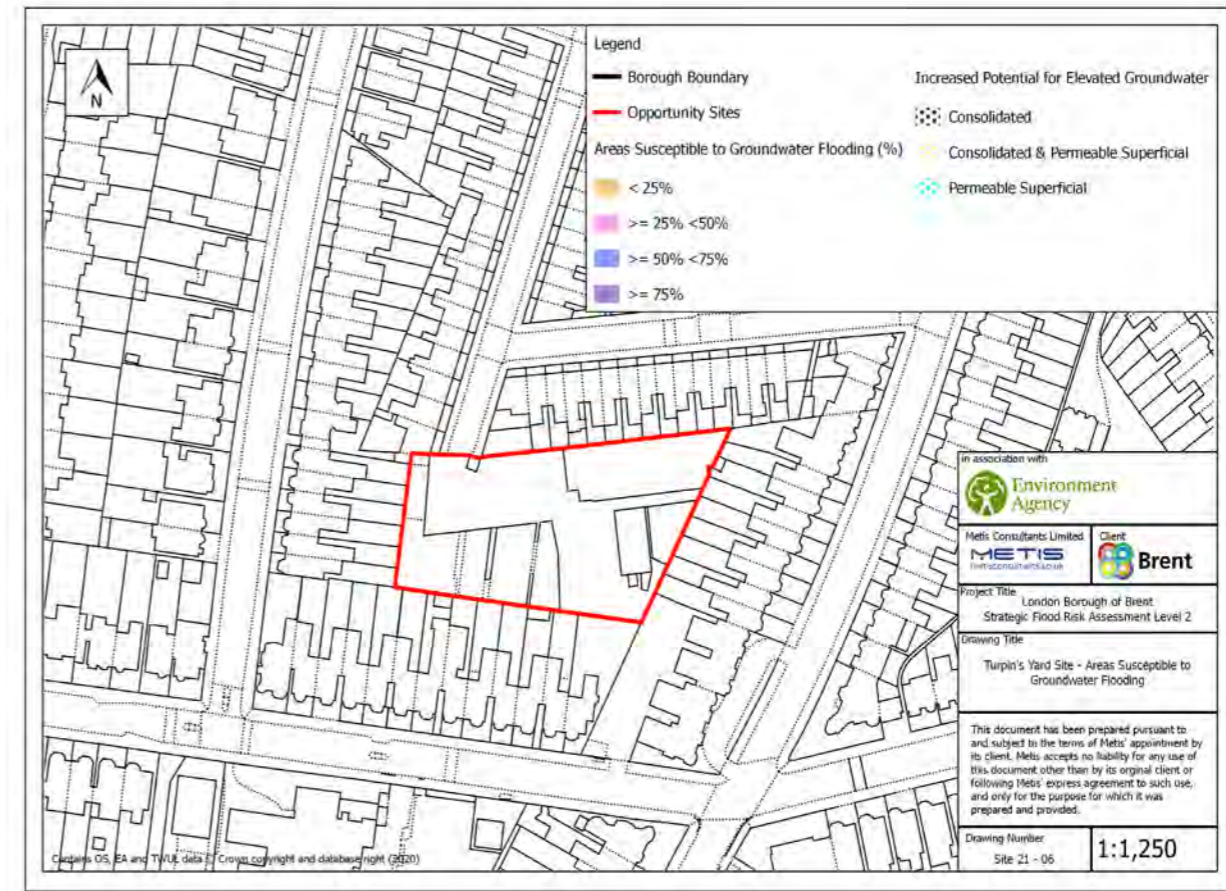 N
Legend
Borough Boundary
Opportunity Sites
Areas Susceptible to Groundwater Flooding (%)
< 25%
>= 25% <50%
>= 50% <75%
>= 75%
Increased Potential for Elevated Groundwater
Consolidated
Consolidated & Permeable Superficial
Permeable Superficial
in association with
Environment
Agency
Metis Consultants Limited
METIS
metisconsultants.co.uk
Client
Brent
Project Title
London Borough of Brent
Strategic Flood Risk Assessment Level 2
Drawing Title
Turpin's Yard Site - Areas Susceptible to
Groundwater Flooding
This document has been prepared pursuant to
and subject to the terms of Metis' appointment by
its client. Metis accepts no liability for any use of
this document other than by its orginal client or
following Metis' express agreement to such use,
and only for the purpose for which it was
prepared and provided.
Drawing Number
Site 21 - 06
1:1,250
Contains OS, EA and TWUL data © Crown copyright and database right (2020)